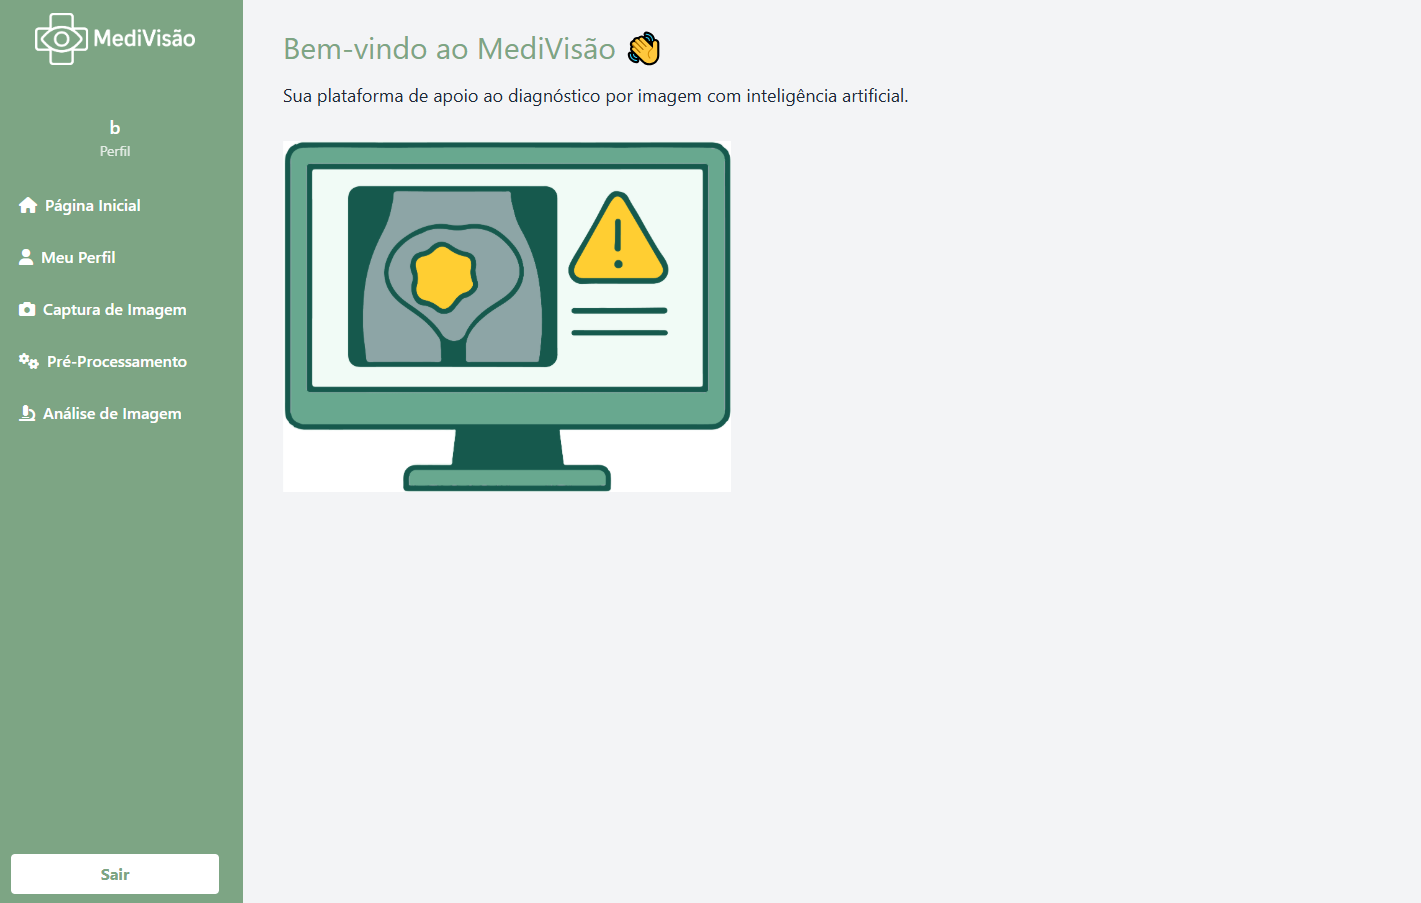 MediVisão
b
Perfil
Página Inicial
Meu Perfil
Captura de Imagem
Pré-Processamento
Análise de Imagem
Sair
Bem-vindo ao MediVisão 👋
Sua plataforma de apoio ao diagnóstico por imagem com inteligência artificial.